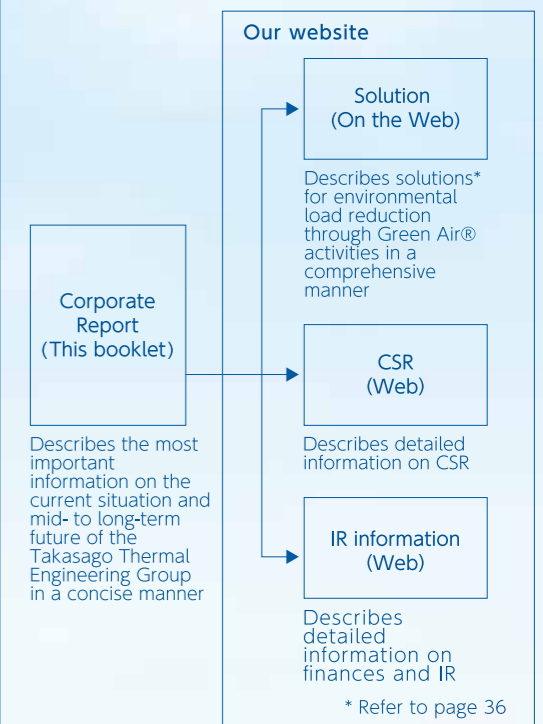 Our website
Corporate
Report
(This booklet)
Describes the most
important
information on the
current situation and
mid- to long-term
future of the
Takasago Thermal
Engineering Group
in a concise manner
Solution
(On the Web)
Describes solutions*
for environmental
load reduction
through Green Air®
activities in a
comprehensive
manner
CSR
(Web)
Describes detailed
information on CSR
IR information
(Web)
Describes
detailed
information on
finances and IR
* Refer to page 36